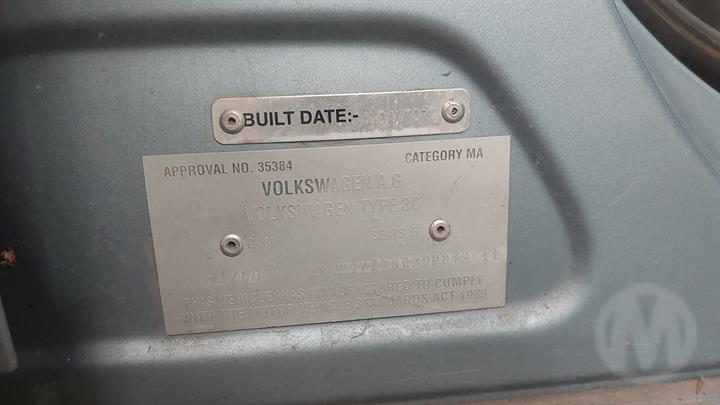 BUILT DATE:-
APPROVAL NO. 35384 CATEGORY MA
VOLKSWAGEN A G
VOLKSWAGEN TYPE 3C
GVM SEATS 5
THIS VEHICLE WAS MANUFACTURED TO COMPLY
WITH THE MOTOR VEHICLE STANDARDS ACT 1989
M